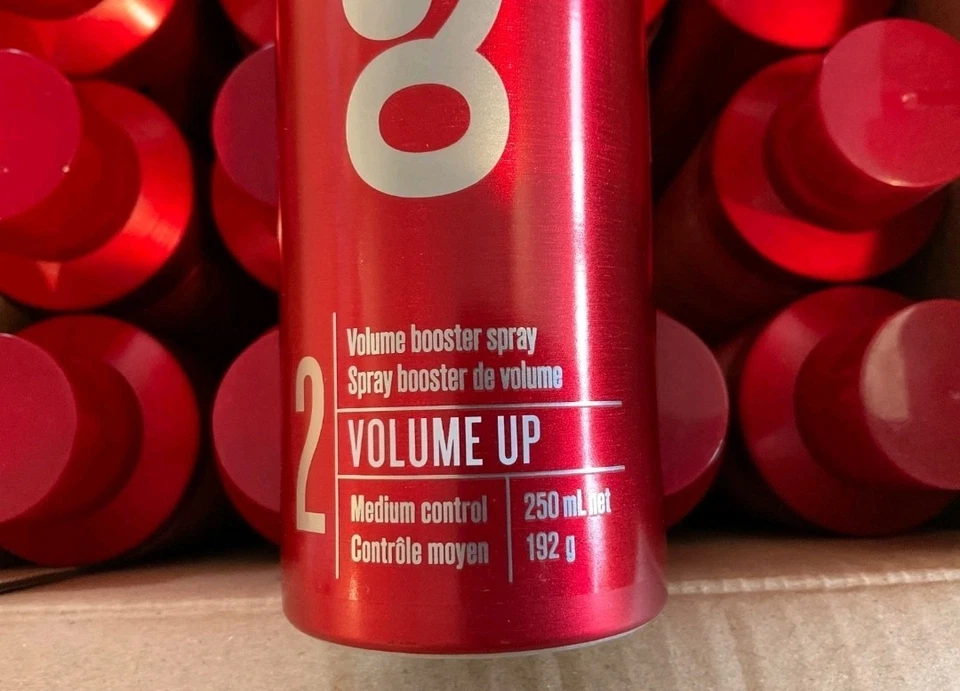 Volume booster spray
Spray booster de volume
2
VOLUME UP
Medium control
Contrôle moyen
250 mL net
192 g